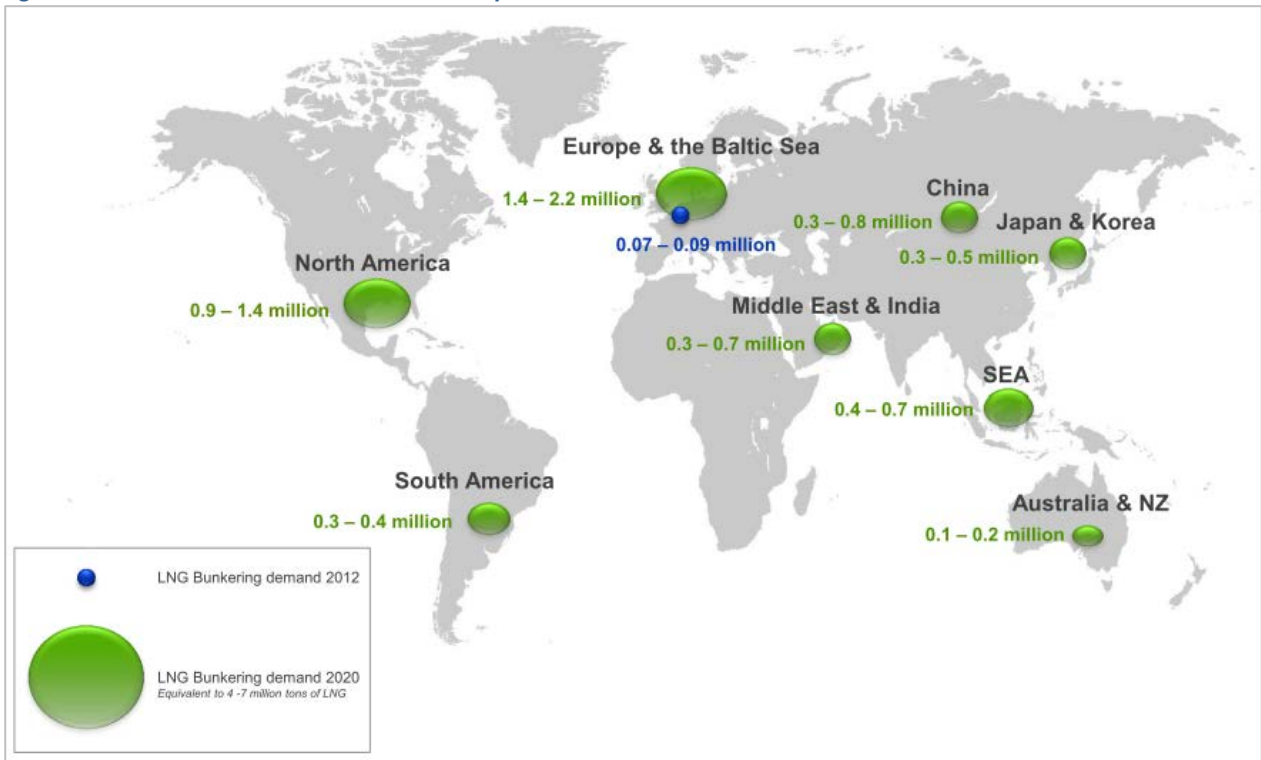 Europe & the Baltic Sea
1.4 – 2.2 million
0.07 – 0.09 million
China
0.3 – 0.8 million
Japan & Korea
0.3 – 0.5 million
North America
0.9 – 1.4 million
Middle East & India
0.3 – 0.7 million
SEA
0.4 – 0.7 million
South America
0.3 – 0.4 million
Australia & NZ
0.1 – 0.2 million
LNG Bunkering demand 2012
LNG Bunkering demand 2020
Equivalent to 4 -7 million tons of LNG